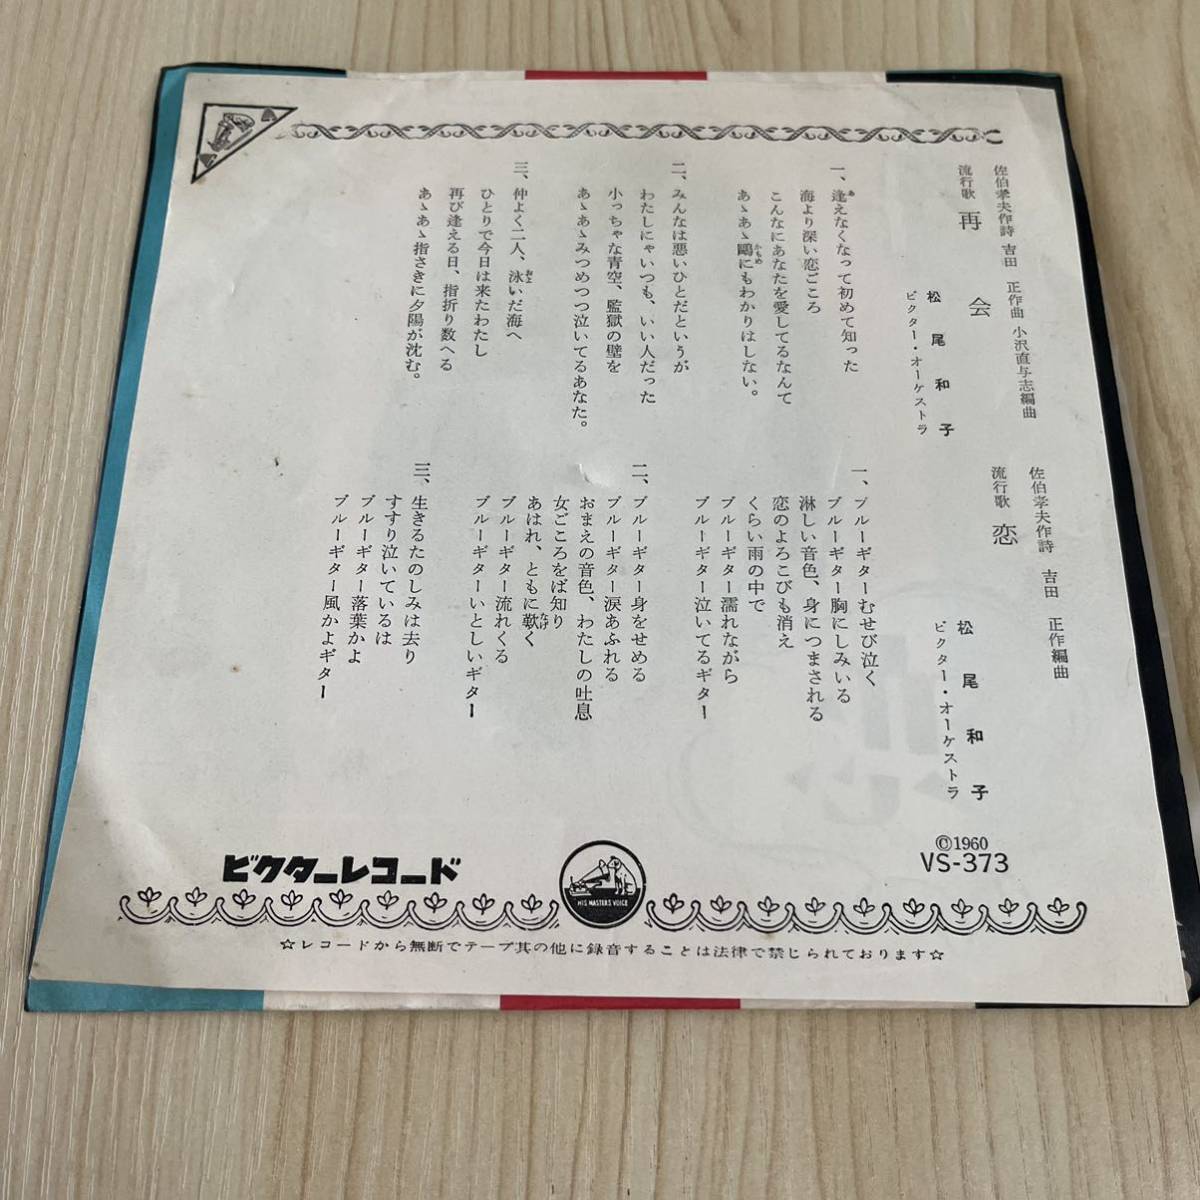 佐伯孝夫作詩 吉田 正作曲 小沢直与志編曲
流行歌 再会
松尾和子
ビクター・オーケストラ
一、逢えなくなって初めて知った
海より深い恋ごころ
こんなにあなたを愛してるなんて
あゝあゝ鷗にもわかりはしない。
二、みんなは悪いひとだというが
わたしにゃいつも、いい人だった
小っちゃな青空、監獄の壁を
あゝあゝみつめつつ泣いてるあなた。
三、仲よく二人、泳いだ海へ
ひとりで今日は来たわたし
再び逢える日、指折り数へる
あゝあゝ指さきに夕陽が沈む。
佐伯孝夫作詩 吉田 正作編曲
流行歌 恋
松尾和子
ビクター・オーケストラ
一、ブルーギターむせび泣く
ブルーギター胸にしみいる
淋しい音色、身につまされる
恋のよろこびも消え
くらい雨の中で
ブルーギター濡れながら
ブルーギター泣いてるギター
二、ブルーギター身をせめる
ブルーギター涙あふれる
おまえの音色、わたしの吐息
女ごころをば知り
あはれ、ともに歎く
ブルーギター流れくる
ブルーギターいとしいギター
三、生きるたのしみは去り
すすり泣いているは
ブルーギター落葉かよ
ブルーギター風かよギター
©1960
VS-373
ビクターレコード
HIS MASTER'S VOICE
☆レコードから無断でテープ其の他に録音することは法律で禁じられております☆